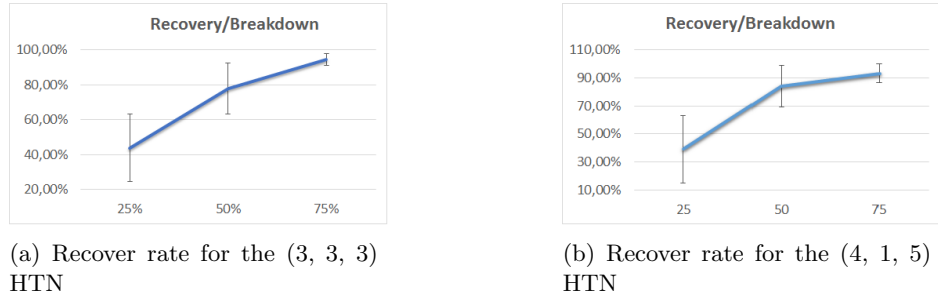 Recovery/Breakdown
100,00%
80,00%
60,00%
40,00%
20,00%
25% 50% 75%
(a) Recover rate for the (3, 3, 3)
HTN
Recovery/Breakdown
110,00%
90,00%
70,00%
50,00%
30,00%
10,00%
25 50 75
(b) Recover rate for the (4, 1, 5)
HTN